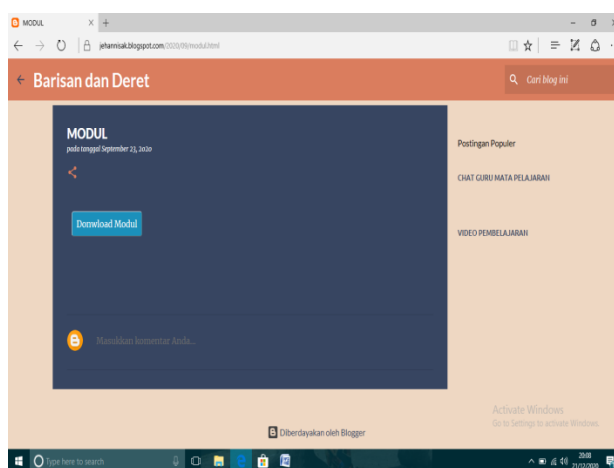 MODUL
jehannisak.blogspot.com/2020/09/modul.html
Barisan dan Deret
Cari blog ini
MODUL
pada tanggal September 23, 2020
Donwload Modul
Masukkan komentar Anda...
Postingan Populer
CHAT GURU MATA PELAJARAN
VIDEO PEMBELAJARAN
Diberdayakan oleh Blogger
Activate Windows
Go to Settings to activate Windows.
Type here to search
20:08
21/12/2020